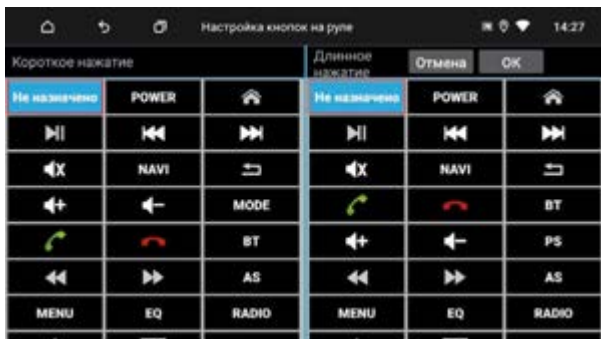 Настройка кнопок на руле
14:27
Короткое нажатие
Длинное нажатие
Отмена
OK
Не назначено POWER Не назначено POWER
NAVI NAVI
MODE BT
BT PS
AS AS
MENU EQ RADIO MENU EQ RADIO